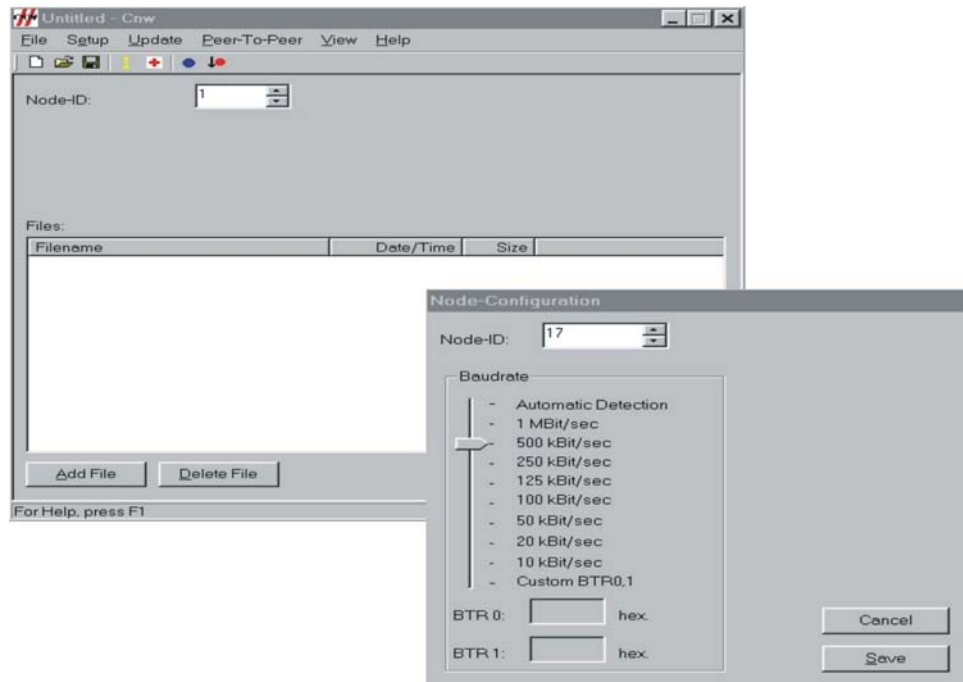 Untitled - Cnw
File Setup Update Peer-To-Peer View Help
Node-ID: 1
Files:
Filename Date/Time Size
Add File Delete File
For Help, press F1
Node-Configuration
Node-ID: 17
Baudrate
- Automatic Detection
- 1 MBit/sec
- 500 kBit/sec
- 250 kBit/sec
- 125 kBit/sec
- 100 kBit/sec
- 50 kBit/sec
- 20 kBit/sec
- 10 kBit/sec
- Custom BTR0,1
BTR 0: hex.
BTR 1: hex.
Cancel
Save